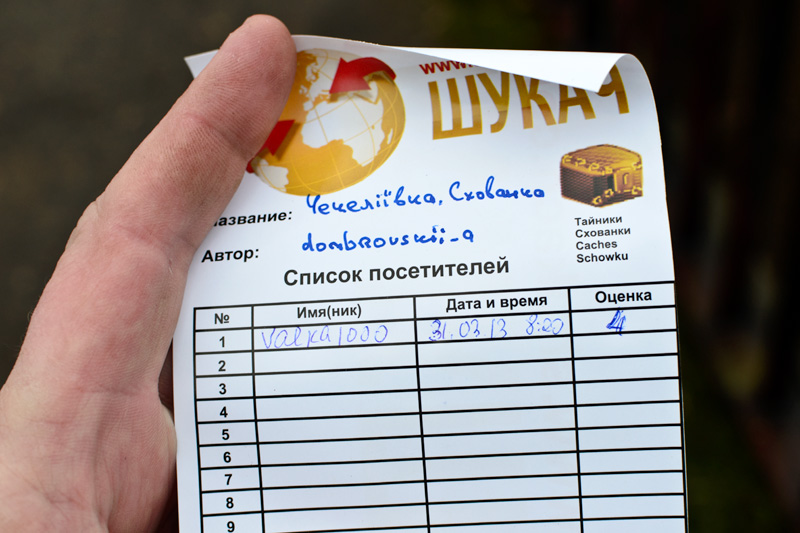 www.
ШУКАЧ
Название: Чечеліївка, Схованка
Автор: dombrovskii_a
Тайники
Схованки
Caches
Schowku
Список посетителей
№ Имя(ник) Дата и время Оценка
1 Valka1000 31.03.13 8:20 4
2
3
4
5
6
7
8
9